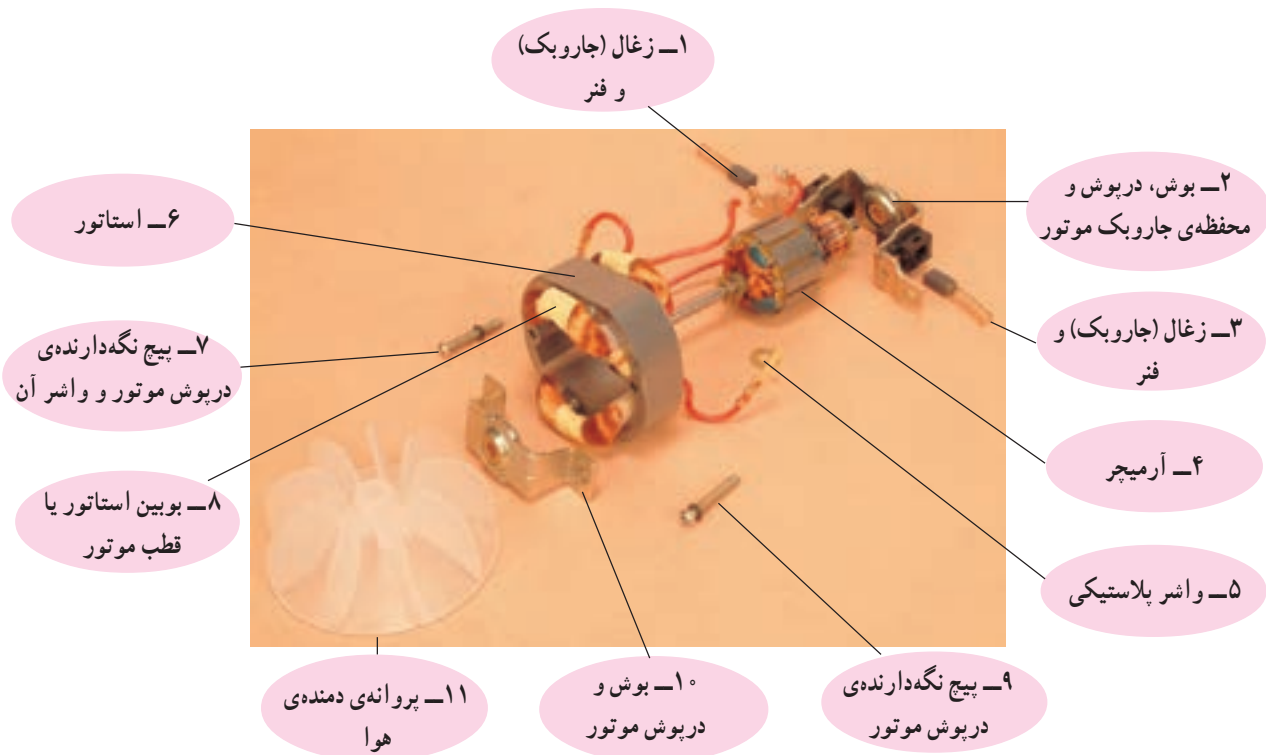 ۱ــ زغال (جاروبک)
و فنر
۲ــ بوش، درپوش و
محفظه‌ی جاروبک موتور
۳ــ زغال (جاروبک) و
فنر
۴ــ آرمیچر
۵ــ واشر پلاستیکی
۶ــ استاتور
۷ــ پیچ نگه‌دارنده‌ی
درپوش موتور و واشر آن
۸ــ بوبین استاتور یا
قطب موتور
۹ــ پیچ نگه‌دارنده‌ی
درپوش موتور
۱۰ــ بوش و
درپوش موتور
۱۱ــ پروانه‌ی دمنده‌ی
هوا